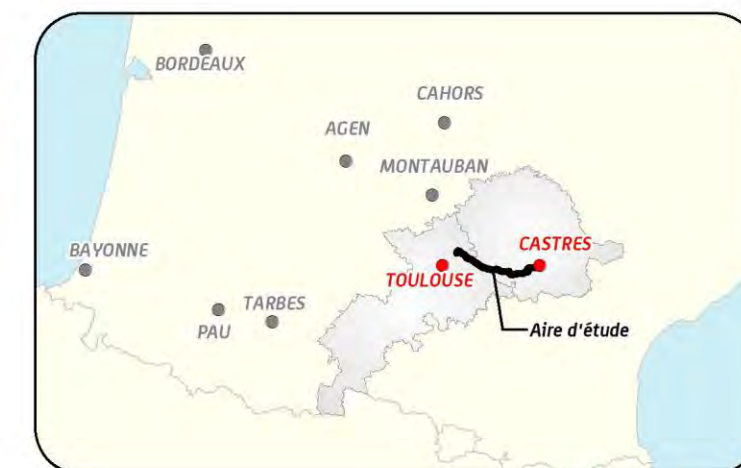 BORDEAUX
CAHORS
AGEN
MONTAUBAN
BAYONNE
CASTRES
TOULOUSE
TARBES
PAU
Aire d'étude